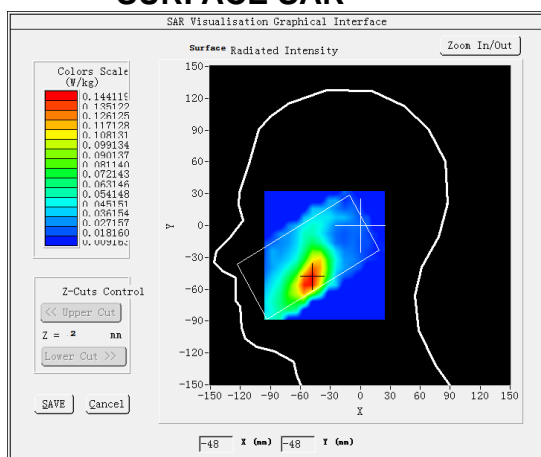 SURFACE SAR
SAR Visualisation Graphical Interface
Surface Radiated Intensity
Zoom In/Out
Colors Scale
(W/kg)
0.144119
0.135122
0.126125
0.117128
0.108131
0.099134
0.090137
0.081140
0.072143
0.063146
0.054148
0.045151
0.036154
0.027157
0.018160
0.009163
Z-Cuts Control
<< Upper Cut
Z = 2 mm
Lower Cut >>
SAVE Cancel
150
120
90
60
30
0
-30
-60
-90
-120
-150
Y
-150 -120 -90 -60 -30 0 30 60 90 120 150
X
-48 X (mm) -48 Y (mm)